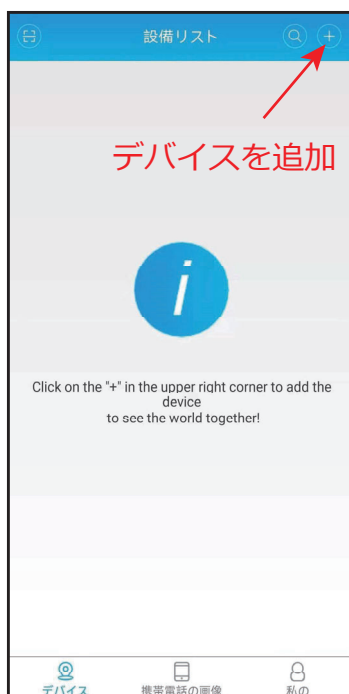 設備リスト
デバイスを追加
i
Click on the "+" in the upper right corner to add the
device
to see the world together!
デバイス 携帯電話の画像 私の